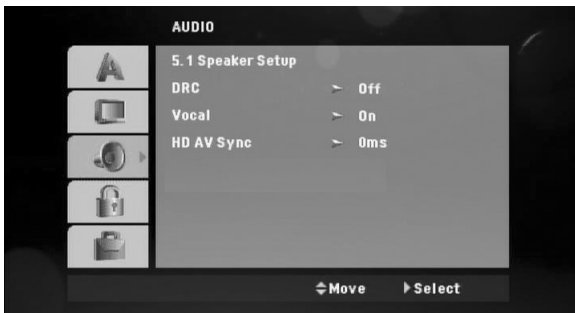 AUDIO
5.1 Speaker Setup
DRC Off
Vocal On
HD AV Sync 0ms
Move Select